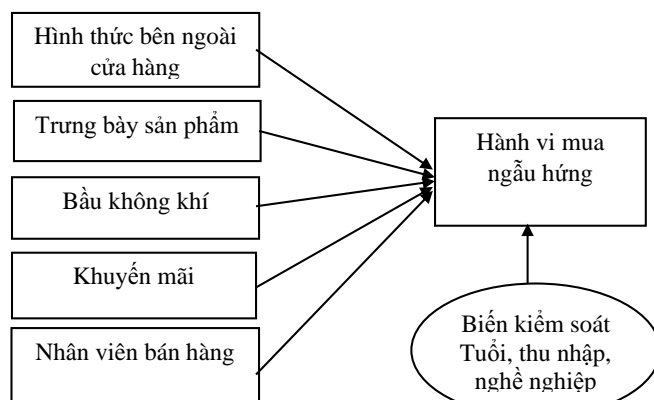 Hình thức bên ngoài
cửa hàng
Trưng bày sản phẩm
Bầu không khí
Khuyến mãi
Nhân viên bán hàng
Hành vi mua
ngẫu hứng
Biến kiểm soát
Tuổi, thu nhập,
nghề nghiệp